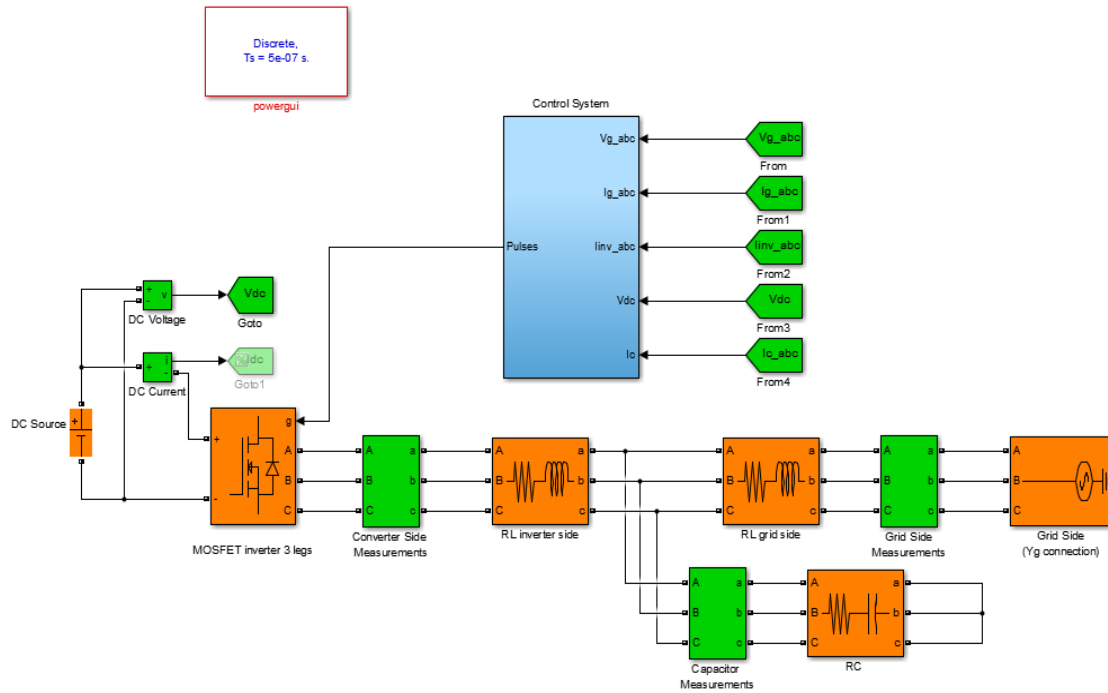 Discrete,
Ts = 5e-07 s.
powergui
Control System
Vg_abc
Ig_abc
Iinv_abc
Vdc
Ic
Pulses
Vg_abc
From
Ig_abc
From1
Iinv_abc
From2
Vdc
From3
Ic_abc
From4
+
-
v
DC Voltage
Vdc
Goto
+
i
-
DC Current
Goto1
DC Source
+
g
+
-
A
B
C
MOSFET inverter 3 legs
A
B
C
a
b
c
Converter Side
Measurements
A
B
C
a
b
c
RL inverter side
A
B
C
a
b
c
RL grid side
A
B
C
a
b
c
Grid Side
Measurements
A
B
C
Grid Side
(Yg connection)
A
B
C
a
b
c
Capacitor
Measurements
A
B
C
a
b
c
RC